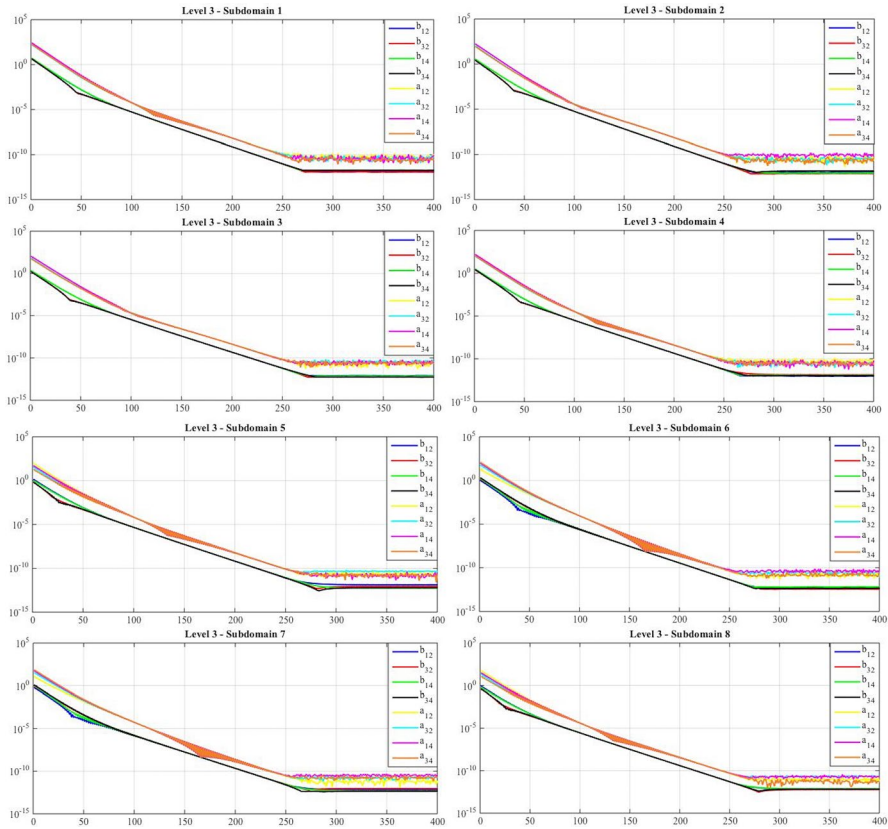 Level 3 - Subdomain 1
10^5
10^0
10^-5
10^-10
10^-15
0 50 100 150 200 250 300 350 400
b_12
b_32
b_14
b_34
a_12
a_32
a_14
a_34
Level 3 - Subdomain 2
10^5
10^0
10^-5
10^-10
10^-15
0 50 100 150 200 250 300 350 400
b_12
b_32
b_14
b_34
a_12
a_32
a_14
a_34
Level 3 - Subdomain 3
10^5
10^0
10^-5
10^-10
10^-15
0 50 100 150 200 250 300 350 400
b_12
b_32
b_14
b_34
a_12
a_32
a_14
a_34
Level 3 - Subdomain 4
10^5
10^0
10^-5
10^-10
10^-15
0 50 100 150 200 250 300 350 400
b_12
b_32
b_14
b_34
a_12
a_32
a_14
a_34
Level 3 - Subdomain 5
10^5
10^0
10^-5
10^-10
10^-15
0 50 100 150 200 250 300 350 400
b_12
b_32
b_14
b_34
a_12
a_32
a_14
a_34
Level 3 - Subdomain 6
10^5
10^0
10^-5
10^-10
10^-15
0 50 100 150 200 250 300 350 400
b_12
b_32
b_14
b_34
a_12
a_32
a_14
a_34
Level 3 - Subdomain 7
10^5
10^0
10^-5
10^-10
10^-15
0 50 100 150 200 250 300 350 400
b_12
b_32
b_14
b_34
a_12
a_32
a_14
a_34
Level 3 - Subdomain 8
10^5
10^0
10^-5
10^-10
10^-15
0 50 100 150 200 250 300 350 400
b_12
b_32
b_14
b_34
a_12
a_32
a_14
a_34